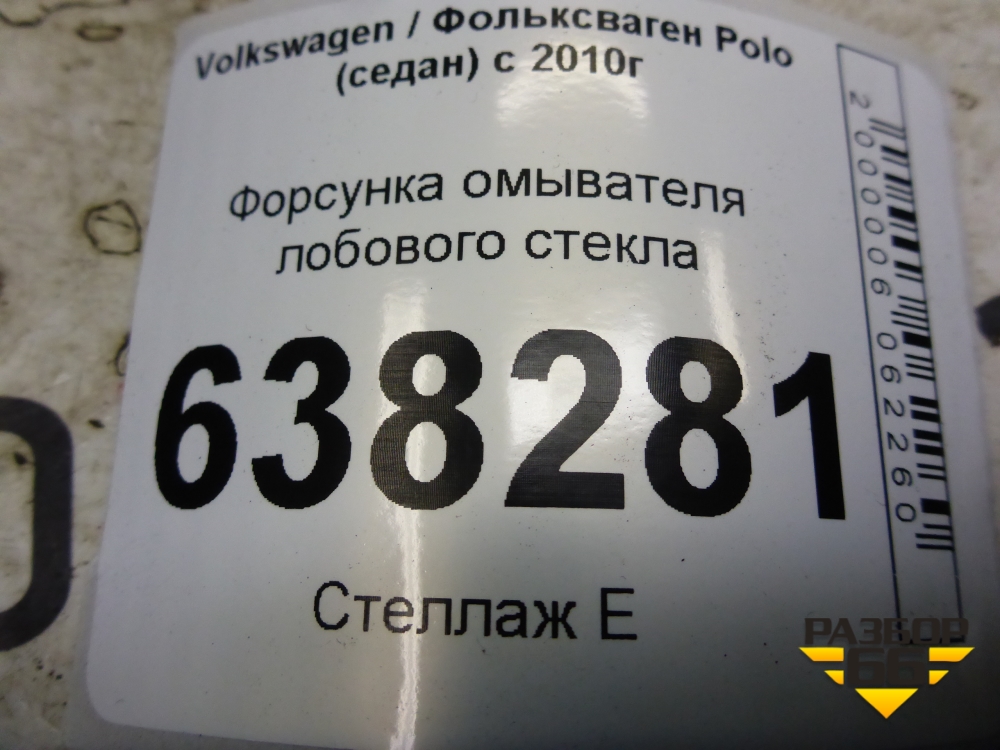 Volkswagen / Фольксваген Polo
(седан) с 2010г
Форсунка омывателя
лобового стекла
638281
Стеллаж Е
2000006062260
РАЗБОР
66